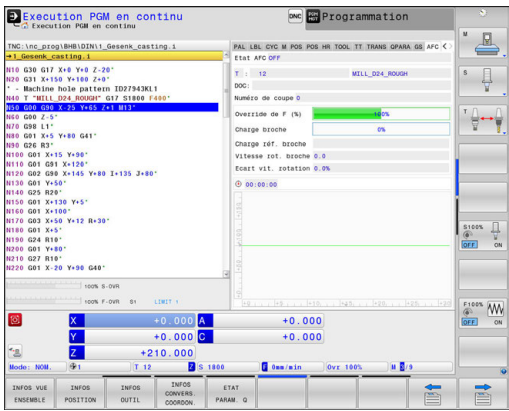 Execution PGM en continu
Execution PGM en continu
DNC
Programmation
TNC:\nc_prog\BHB\DIN\1_Gesenk_casting.i
→1_Gesenk_casting.i
N10 G30 G17 X+0 Y+0 Z-20*
N20 G31 X+150 Y+100 Z+0*
* - Machine hole pattern ID27943KL1
N40 T "MILL_D24_ROUGH" G17 S1800 F400*
N50 G00 G90 X-25 Y+65 Z+1 M13*
N60 G00 Z-5*
N70 G98 L1*
N80 G01 X+5 Y+80 G41*
N90 G26 R3*
N100 G01 X+15 Y+90*
N110 G01 G91 X+120*
N120 G02 G90 X+145 Y+80 I+135 J+80*
N130 G01 Y+50*
N140 G25 R20*
N150 G01 X+130 Y+5*
N160 G01 X+100*
N170 G03 X+50 Y+12 R+30*
N180 G01 X+5*
N190 G24 R10*
N200 G01 Y+80*
N210 G27 R10*
N220 G01 X-20 Y+90 G40*
100% S-OVR
100% F-OVR S1 LIMIT 1
PAL LBL CYC M POS POS HR TOOL TT TRANS QPARA GS AFC
Etat AFC OFF
T : 12 MILL_D24_ROUGH
DOC:
Numéro de coupe 0
Override de F (%) 100%
Charge broche 0%
Charge réf. broche
Vitesse rot. broche 0.0
Ecart vit. rotation 0.0%
00:00:00
X +0.000 A +0.000
Y +0.000 C +0.000
Z +210.000
Mode: NOM. 1 T 12 Z S 1800 F 0mm/min Ovr 100% M 5/9
INFOS VUE ENSEMBLE
INFOS POSITION
INFOS OUTIL
INFOS CONVERS. COORDON.
ETAT PARAM. Q
M
S
T
S100%
OFF ON
F100%
OFF ON